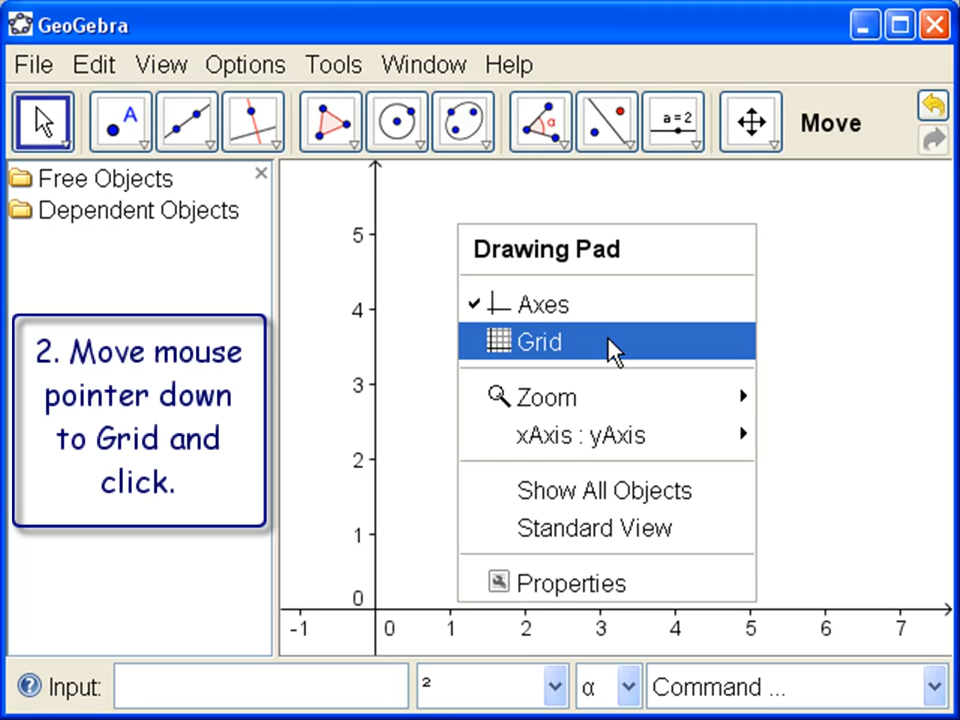 GeoGebra
File Edit View Options Tools Window Help
A α a = 2 Move
Free Objects
Dependent Objects
2. Move mouse
pointer down
to Grid and
click.
5
4
3
2
1
0
-1 0 1 2 3 4 5 6 7
Drawing Pad
Axes
Grid
Zoom
xAxis : yAxis
Show All Objects
Standard View
Properties
Input: ² α Command ...